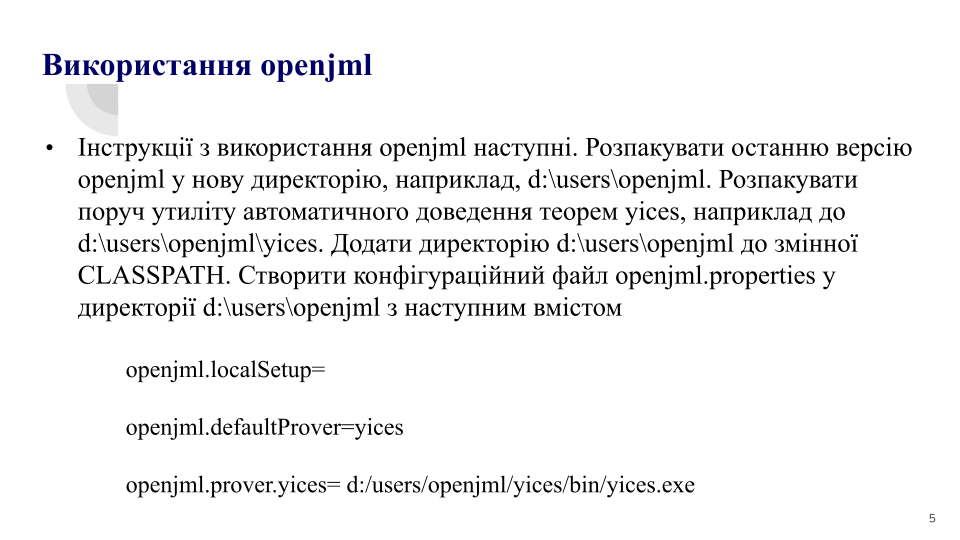 Використання openjml
• Інструкції з використання openjml наступні. Розпакувати останню версію
openjml у нову директорію, наприклад, d:\users\openjml. Розпакувати
поруч утиліту автоматичного доведення теорем yices, наприклад до
d:\users\openjml\yices. Додати директорію d:\users\openjml до змінної
CLASSPATH. Створити конфігураційний файл openjml.properties у
директорії d:\users\openjml з наступним вмістом
openjml.localSetup=
openjml.defaultProver=yices
openjml.prover.yices= d:/users/openjml/yices/bin/yices.exe
5